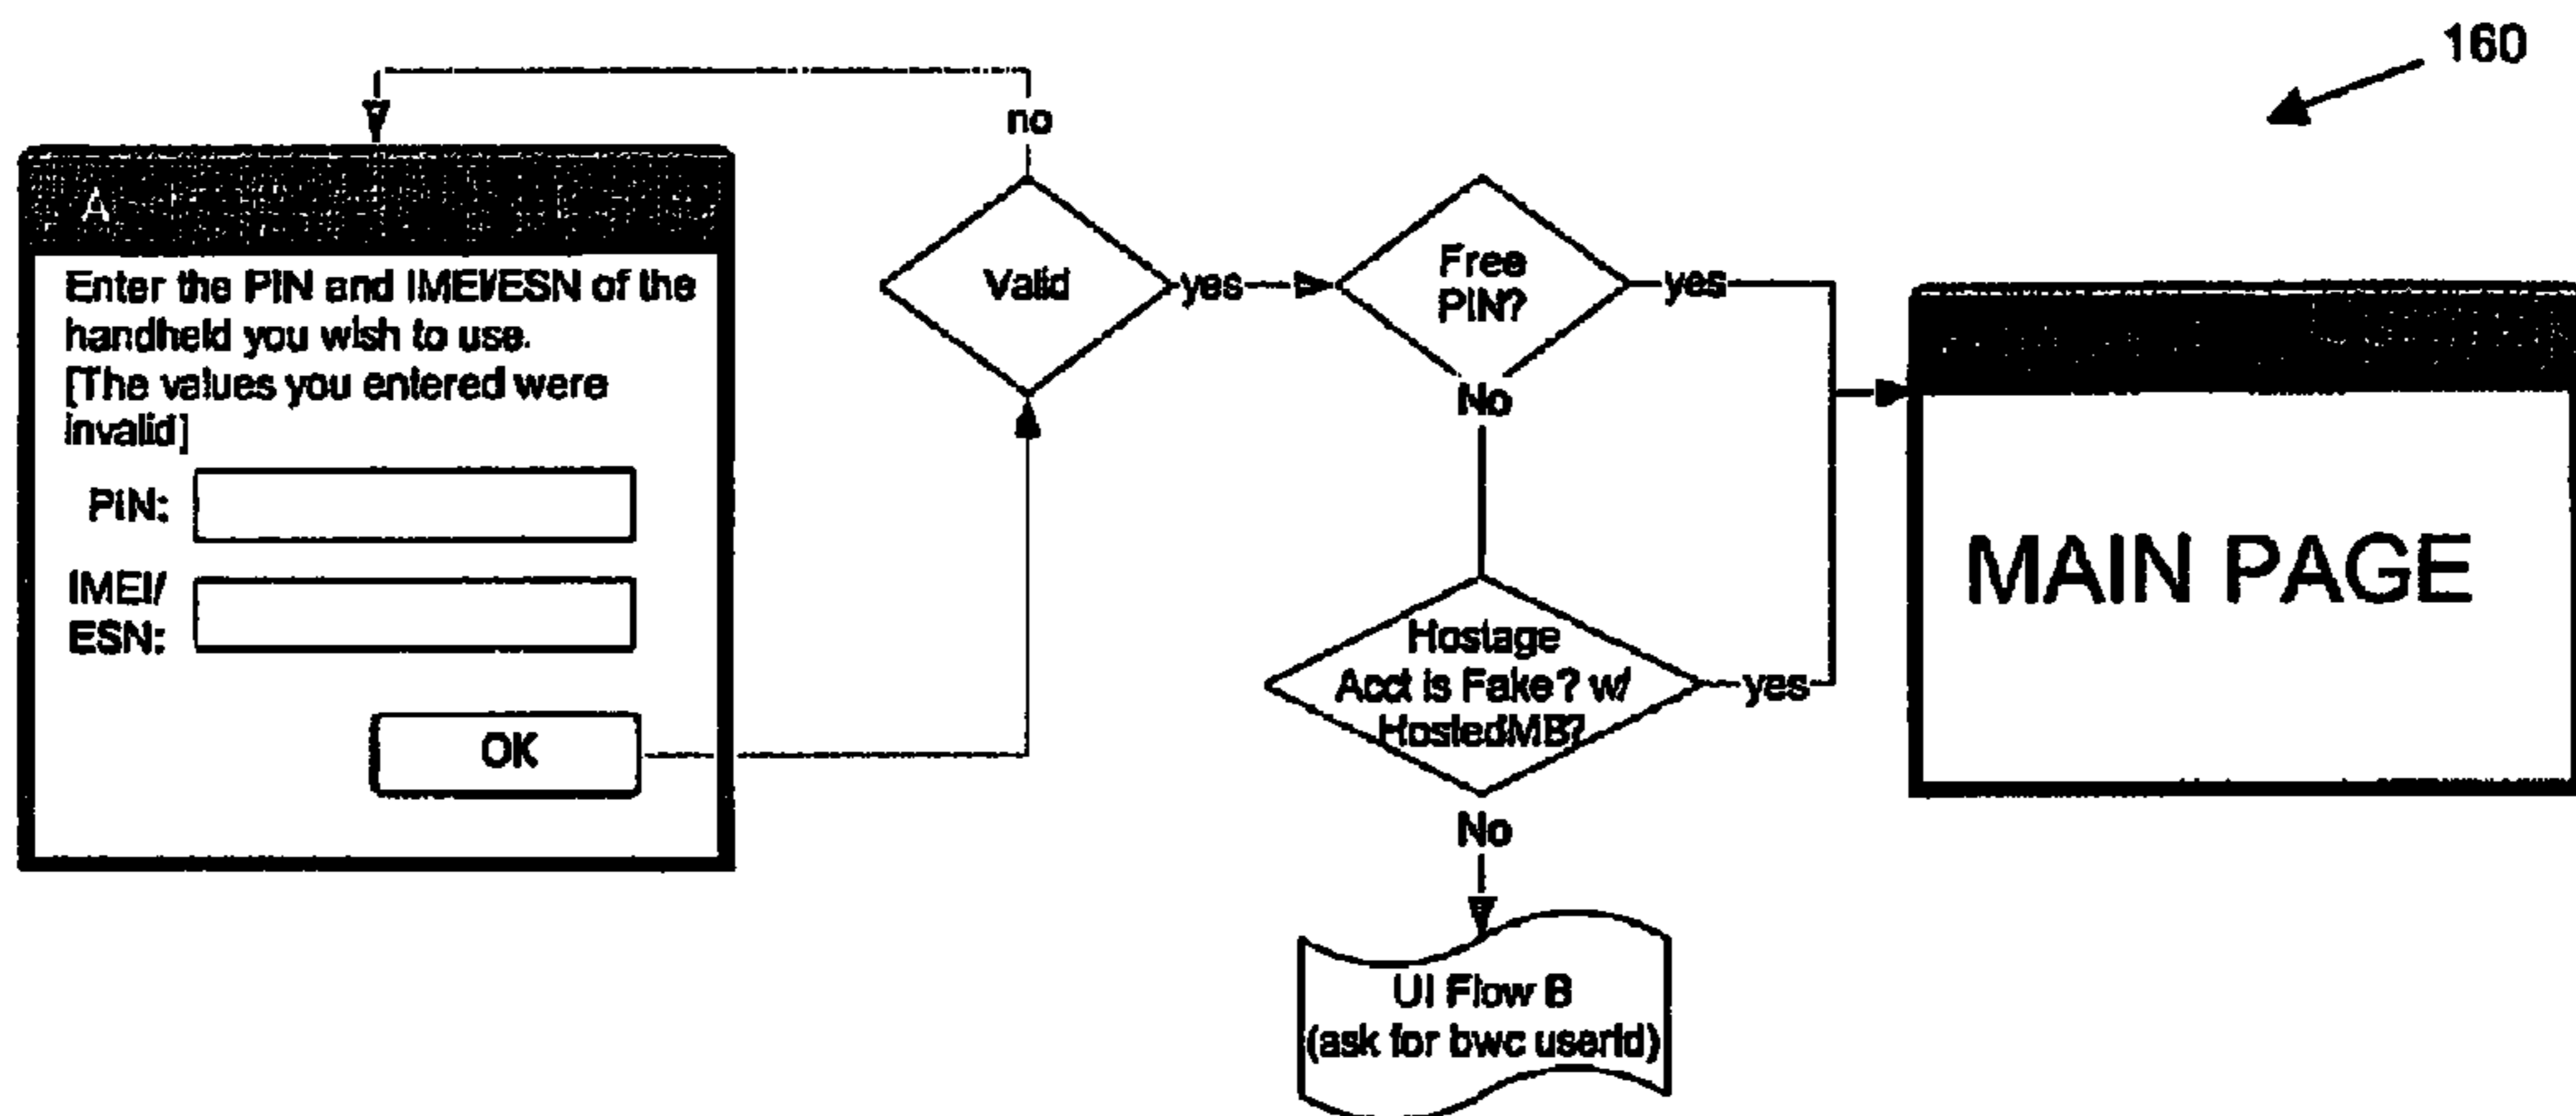 160
A
Enter the PIN and IMEI/ESN of the
handheld you wish to use.
[The values you entered were
invalid]
PIN:
IMEI/
ESN:
OK
no
Valid
yes
Free
PIN?
yes
No
Hostage
Acct is Fake? w/
HostedMB?
yes
No
UI Flow B
(ask for bwc userid)
MAIN PAGE